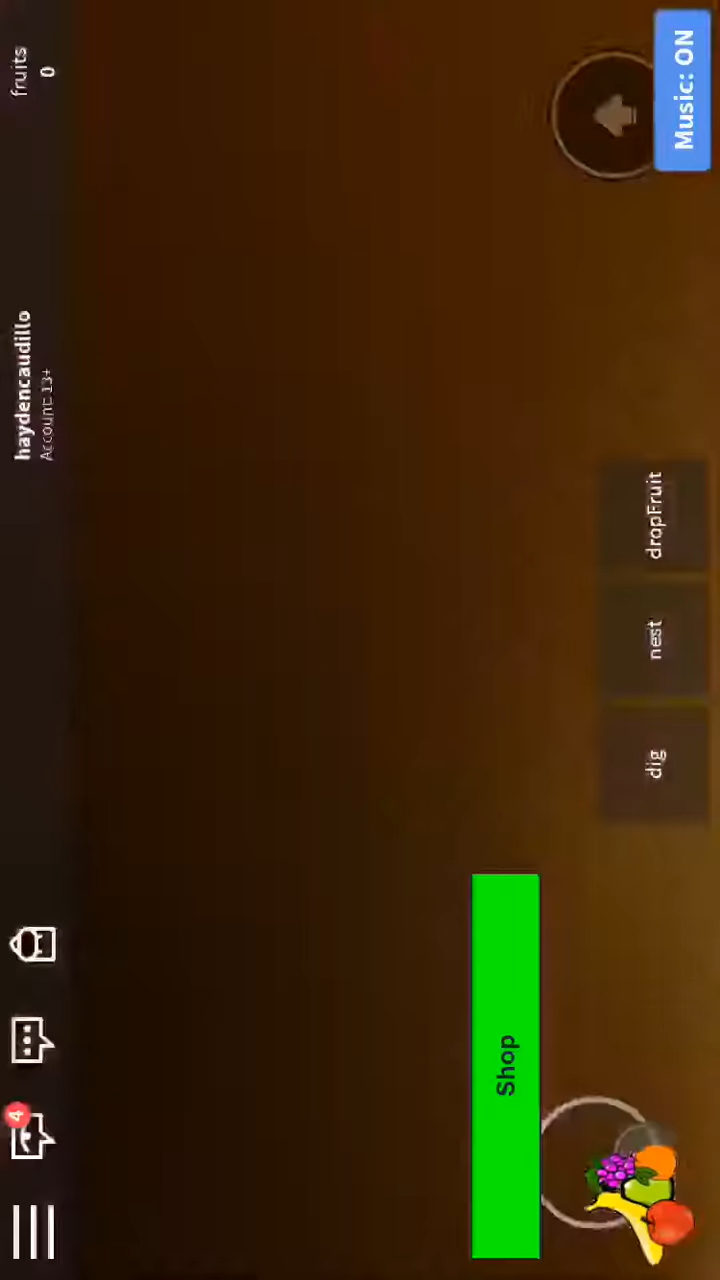 haydencaudillo
Account: 13+
fruits
0
4
Shop
dig
nest
dropFruit
Music: ON